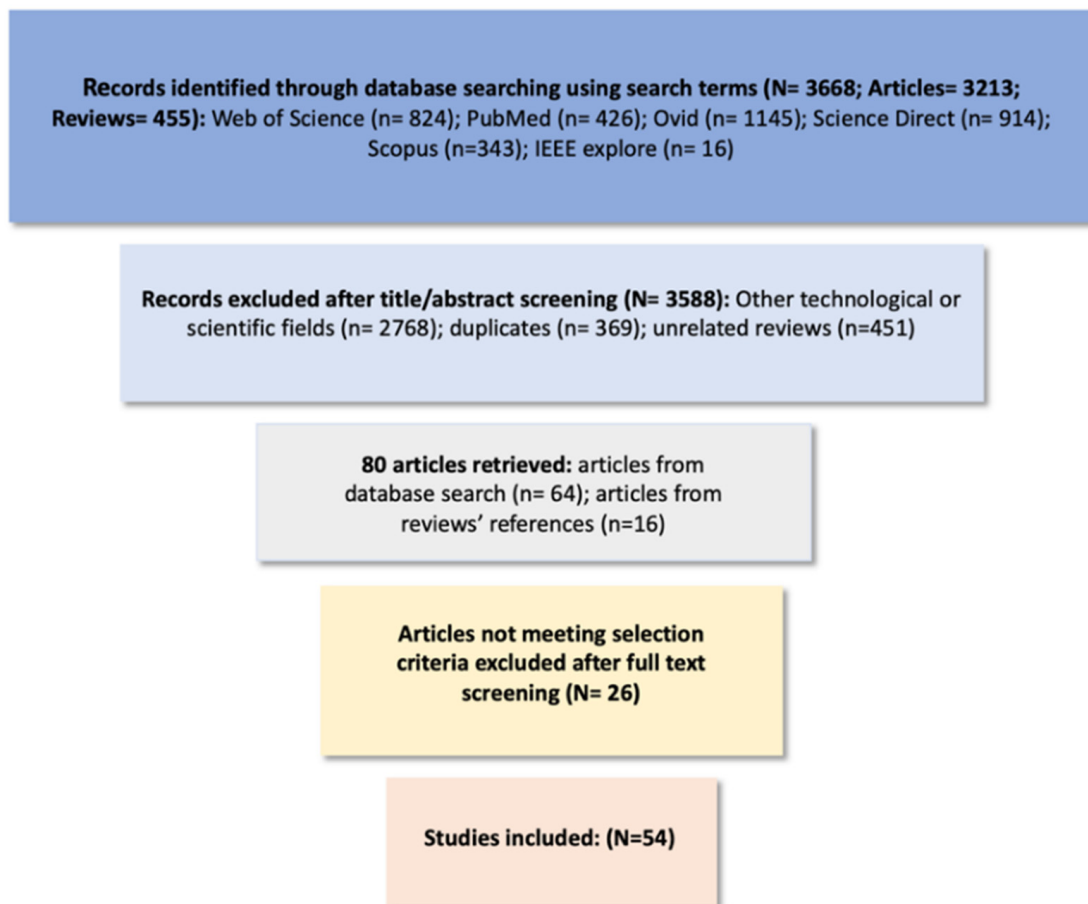 Records identified through database searching using search terms (N= 3668; Articles= 3213;
Reviews= 455): Web of Science (n= 824); PubMed (n= 426); Ovid (n= 1145); Science Direct (n= 914);
Scopus (n=343); IEEE explore (n= 16)
Records excluded after title/abstract screening (N= 3588): Other technological or
scientific fields (n= 2768); duplicates (n= 369); unrelated reviews (n=451)
80 articles retrieved: articles from
database search (n= 64); articles from
reviews’ references (n=16)
Articles not meeting selection
criteria excluded after full text
screening (N= 26)
Studies included: (N=54)